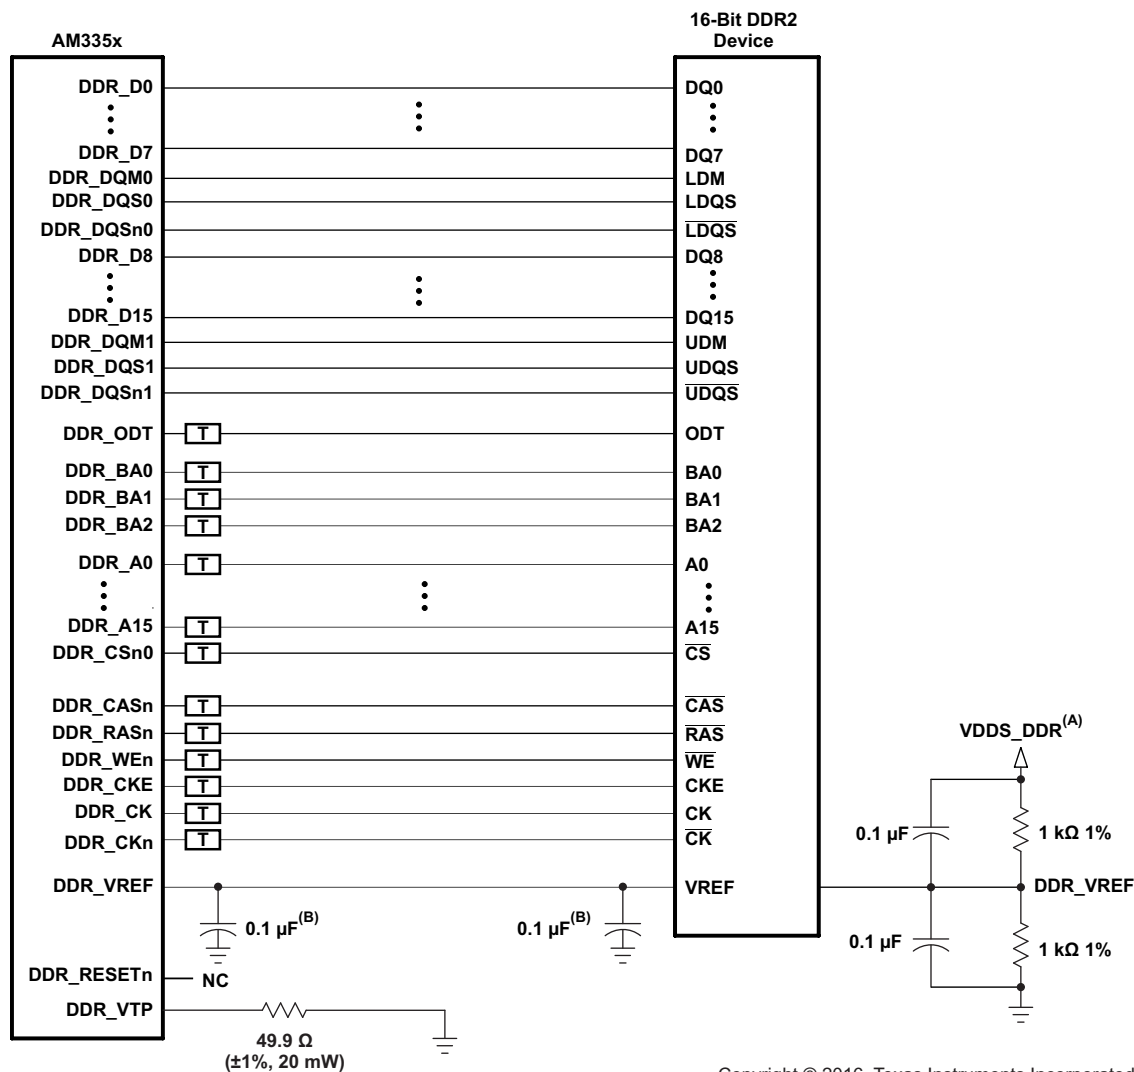 16-Bit DDR2
Device
AM335x
DDR_D0 DQ0
DDR_D7 DQ7
DDR_DQM0 LDM
DDR_DQS0 LDQS
DDR_DQSn0 LDQS
DDR_D8 DQ8
DDR_D15 DQ15
DDR_DQM1 UDM
DDR_DQS1 UDQS
DDR_DQSn1 UDQS
DDR_ODT T ODT
DDR_BA0 T BA0
DDR_BA1 T BA1
DDR_BA2 T BA2
DDR_A0 T A0
DDR_A15 T A15
DDR_CSn0 T CS
DDR_CASn T CAS
DDR_RASn T RAS
DDR_WEn T WE
DDR_CKE T CKE
DDR_CK T CK
DDR_CKn T CK
VDDS_DDR(A)
0.1 µF 1 kΩ 1%
DDR_VREF VREF DDR_VREF
0.1 µF(B) 0.1 µF(B)
0.1 µF 1 kΩ 1%
DDR_RESETn NC
DDR_VTP
49.9 Ω
(±1%, 20 mW)
Copyright © 2016, Texas Instruments Incorporated